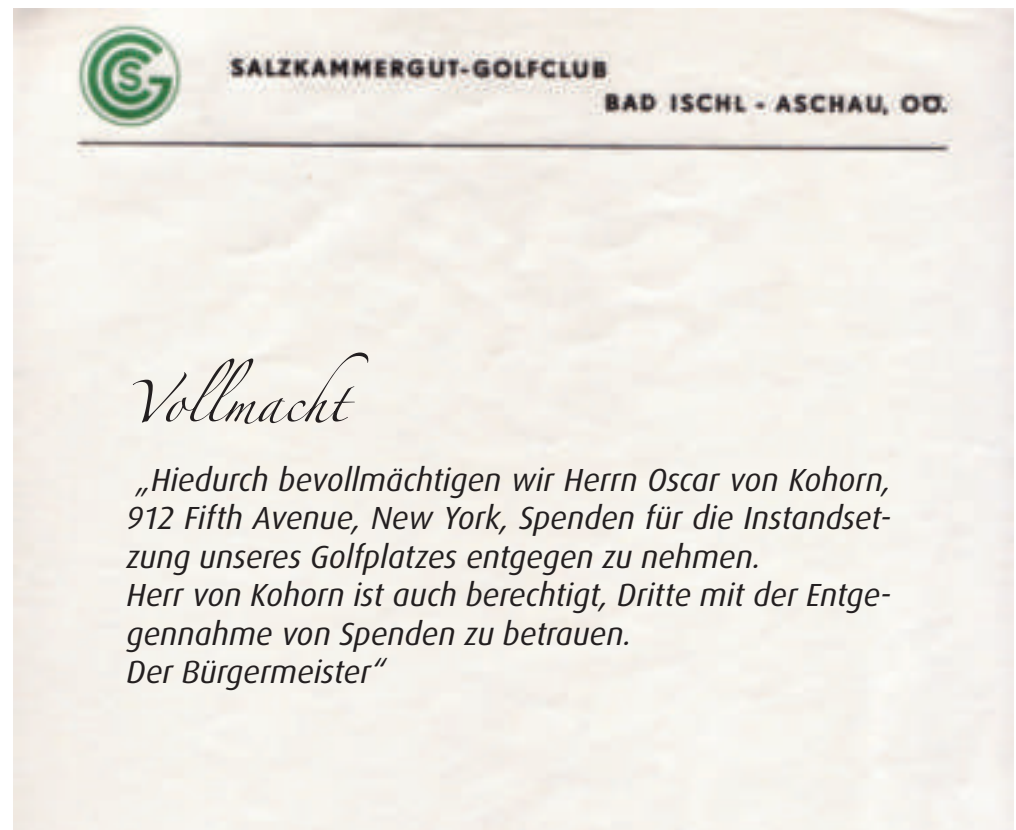 SALZKAMMERGUT-GOLFCLUB
BAD ISCHL - ASCHAU, OÖ.
Vollmacht
„Hiedurch bevollmächtigen wir Herrn Oscar von Kohorn,
912 Fifth Avenue, New York, Spenden für die Instandset-
zung unseres Golfplatzes entgegen zu nehmen.
Herr von Kohorn ist auch berechtigt, Dritte mit der Entge-
gennahme von Spenden zu betrauen.
Der Bürgermeister“